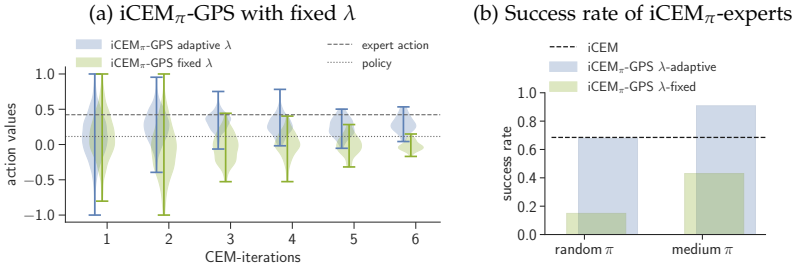 (a) iCEMπ-GPS with fixed λ
iCEMπ-GPS adaptive λ
iCEMπ-GPS fixed λ
expert action
policy
action values
1.0
0.5
0.0
−0.5
−1.0
1 2 3 4 5 6
CEM-iterations
(b) Success rate of iCEMπ-experts
iCEM
iCEMπ-GPS λ-adaptive
iCEMπ-GPS λ-fixed
success rate
1.0
0.8
0.6
0.4
0.2
0.0
random π medium π